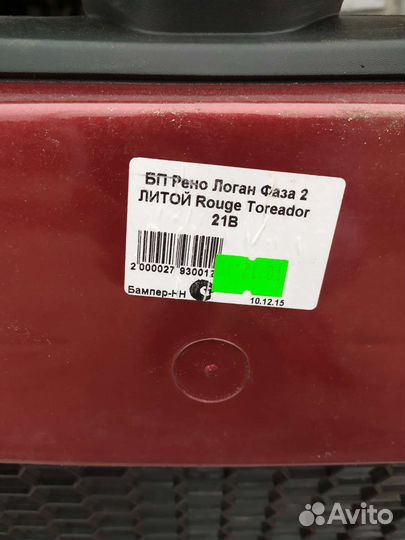 БП Рено Логан Фаза 2
ЛИТОЙ Rouge Toreador
21B
2 000027 93001
Бампер-НН
10.12.15
Avito